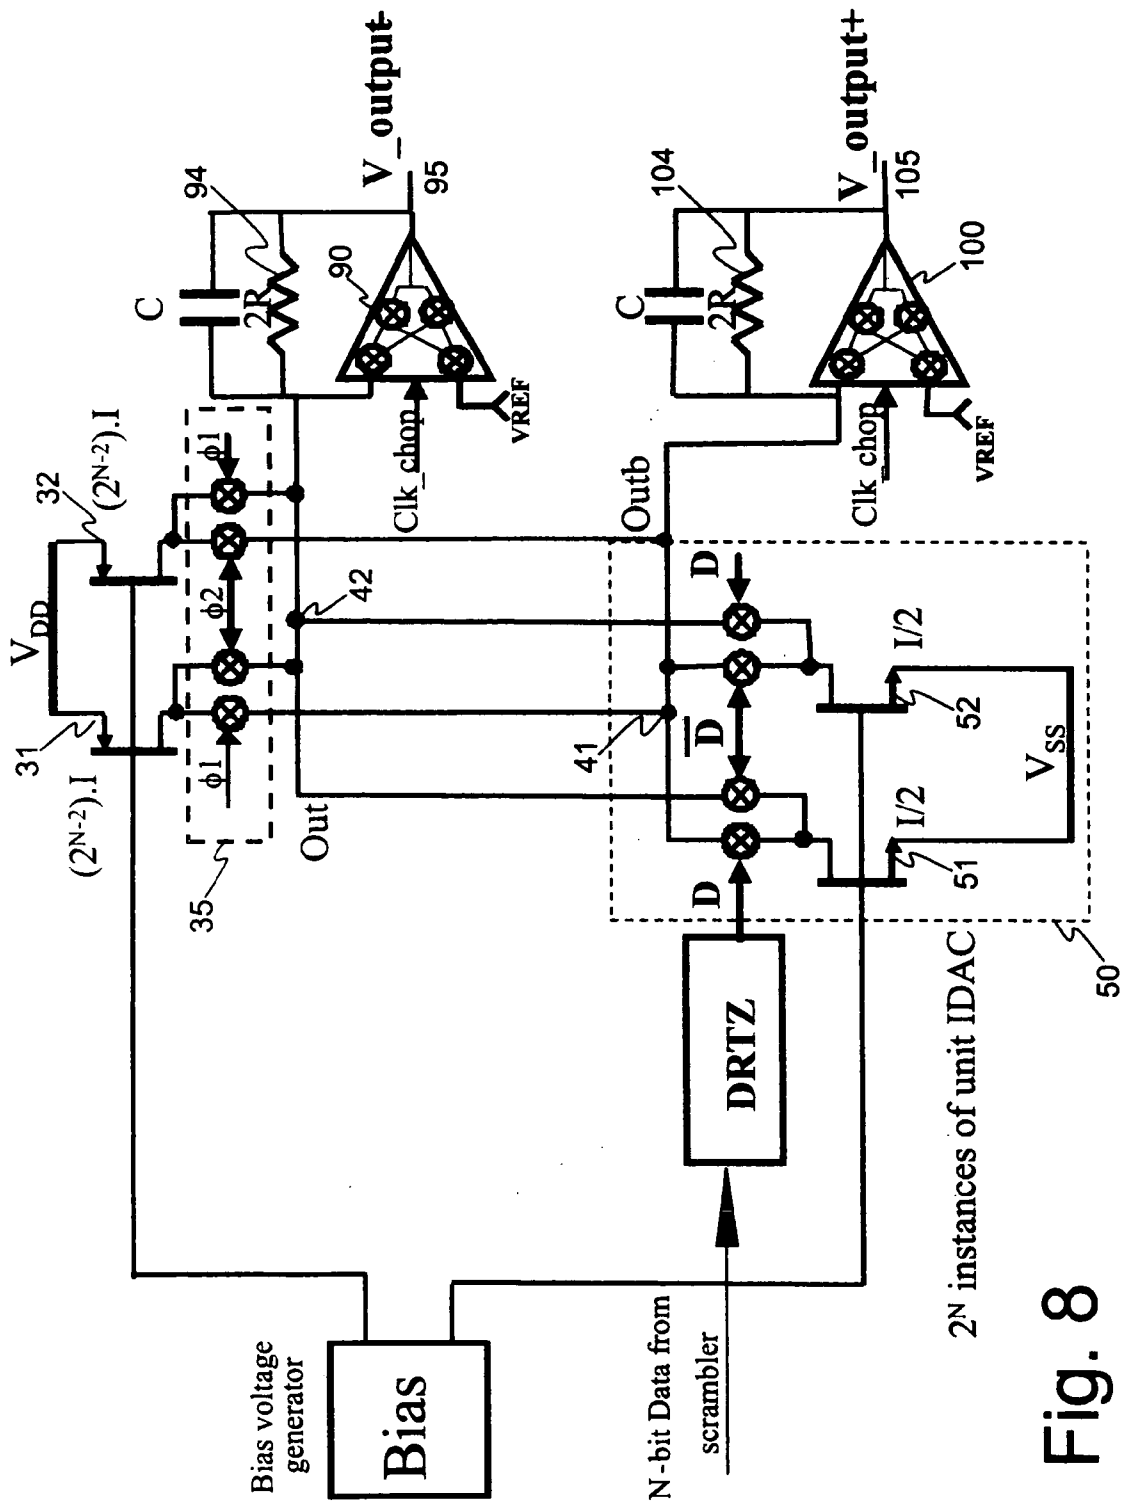 V_DD
31
32
(2^N-2).I
(2^N-2).I
35
ϕ1
ϕ2
ϕ1
Out
42
41
Outb
C
2R
94
90
V_output-
95
Clk_chop
VREF
C
2R
104
100
V_output+
105
Clk_chop
VREF
Bias voltage
generator
Bias
N-bit Data from
scrambler
DRTZ
D
D̅
D
I/2
I/2
51
52
V_SS
50
2^N instances of unit IDAC
Fig. 8